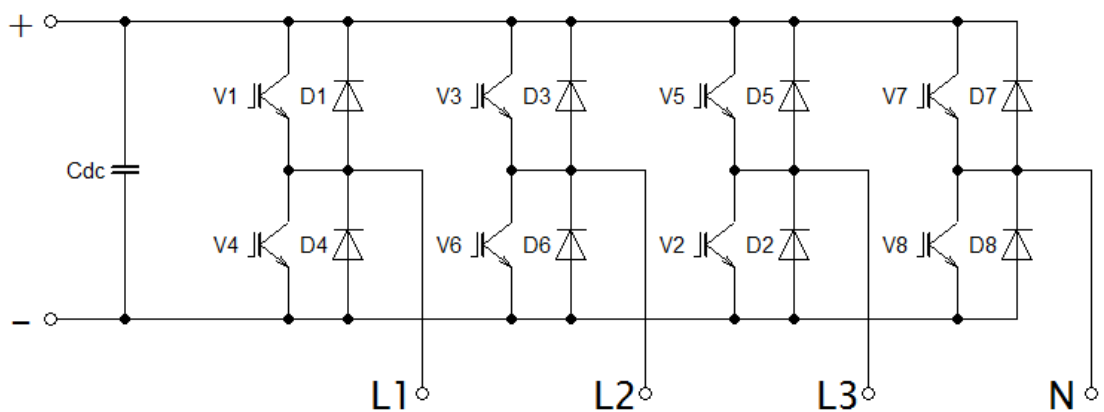 +
V1 D1 V3 D3 V5 D5 V7 D7
Cdc
V4 D4 V6 D6 V2 D2 V8 D8
-
L1 L2 L3 N